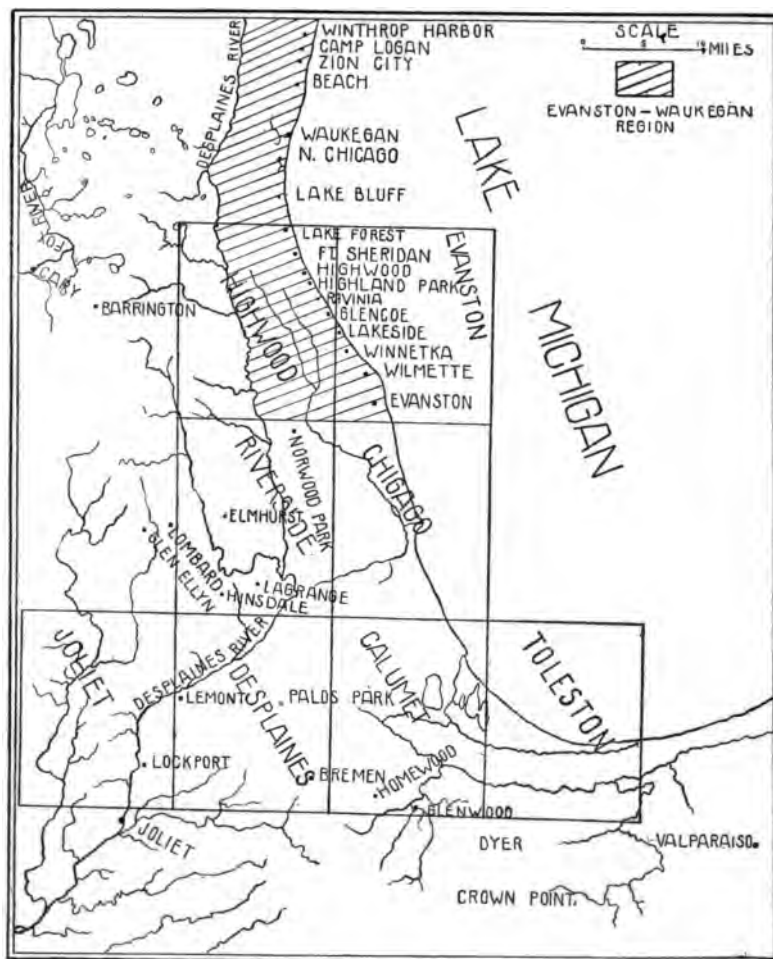 WINTHROP HARBOR
CAMP LOGAN
ZION CITY
BEACH
SCALE
0 5 10 MILES
EVANSTON-WAUKEGAN
REGION
DESPLAINES RIVER
WAUKEGAN
N. CHICAGO
LAKE BLUFF
LAKE
MICHIGAN
FOX RIVER
CARY
BARRINGTON
LAKE FOREST
FT. SHERIDAN
HIGHWOOD
HIGHLAND PARK
RAVINIA
GLENCOE
LAKESIDE
WINNETKA
WILMETTE
EVANSTON
EVANSTON
HIGHWOOD
NORWOOD PARK
RIVERSIDE
CHICAGO
ELMHURST
LOMBARD
GLEN ELLYN
LAGRANGE
HINSDALE
JOLIET
DESPLAINES RIVER
DESPLAINES
CALUMET
TOLESTON
LEMONT
PALOS PARK
LOCKPORT
BREMEN
HOMEWOOD
GLENWOOD
JOLIET
DYER
VALPARAISO
CROWN POINT.